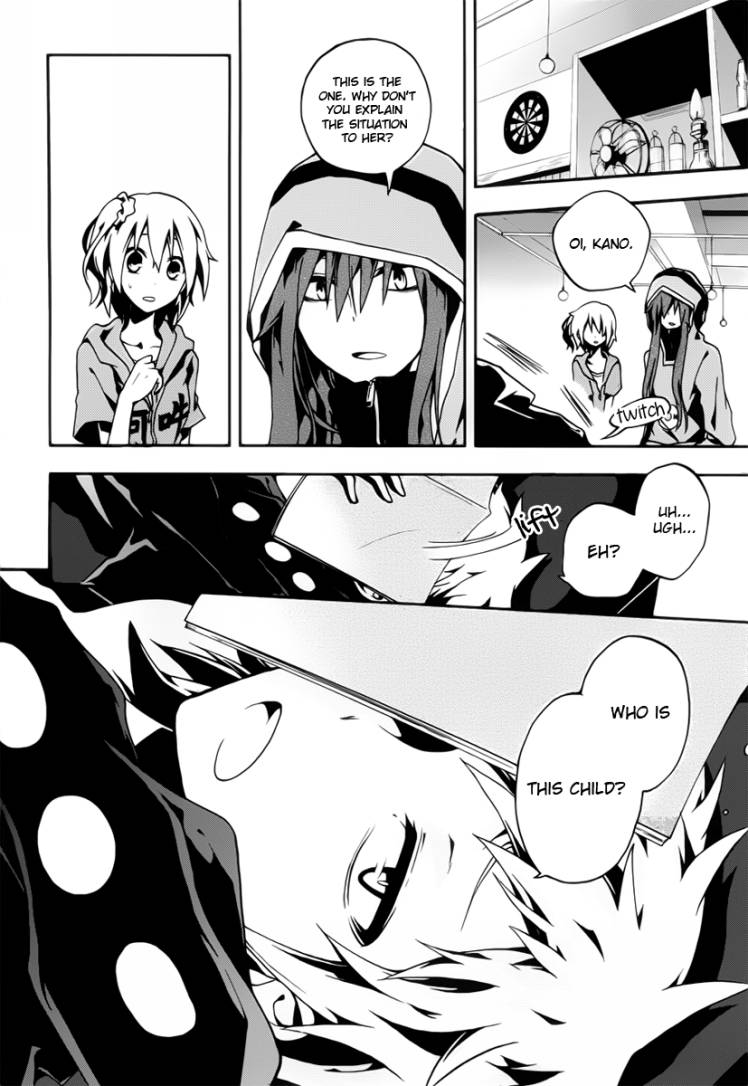 OI, KANO.
twitch
THIS IS THE
ONE. WHY DON'T
YOU EXPLAIN
THE SITUATION
TO HER?
UH...
UGH...
EH?
lift
WHO IS
THIS CHILD?